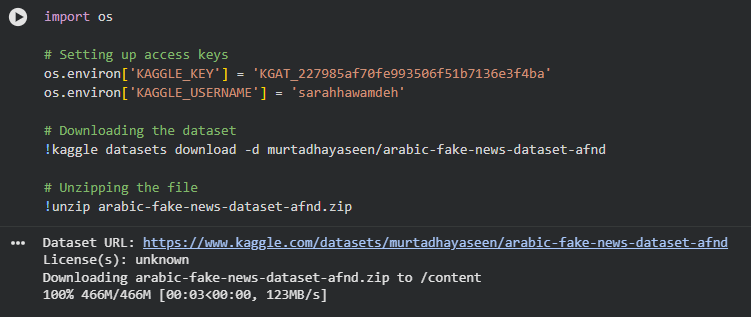 import os
# Setting up access keys
os.environ['KAGGLE_KEY'] = 'KGAT_227985af70fe993506f51b7136e3f4ba'
os.environ['KAGGLE_USERNAME'] = 'sarahhawamdeh'
# Downloading the dataset
!kaggle datasets download -d murtadhayaseen/arabic-fake-news-dataset-afnd
# Unzipping the file
!unzip arabic-fake-news-dataset-afnd.zip
Dataset URL: https://www.kaggle.com/datasets/murtadhayaseen/arabic-fake-news-dataset-afnd
License(s): unknown
Downloading arabic-fake-news-dataset-afnd.zip to /content
100% 466M/466M [00:03<00:00, 123MB/s]